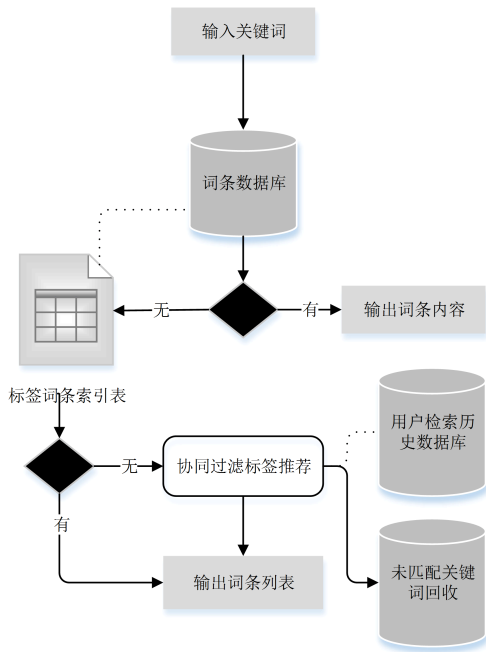 输入关键词
词条数据库
无
有
输出词条内容
标签词条索引表
用户检索历
史数据库
无
协同过滤标签推荐
有
输出词条列表
未匹配关键
词回收